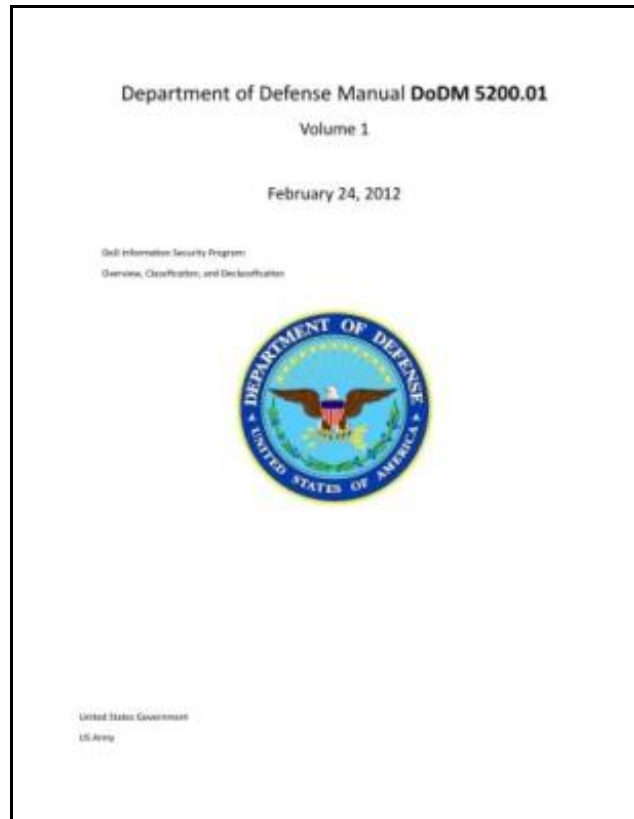 Department of Defense Manual DoDM 5200.01
Volume 1
February 24, 2012
DoD Information Security Program:
Overview, Classification, and Declassification
DEPARTMENT OF DEFENSE
UNITED STATES OF AMERICA
United States Government
US Army